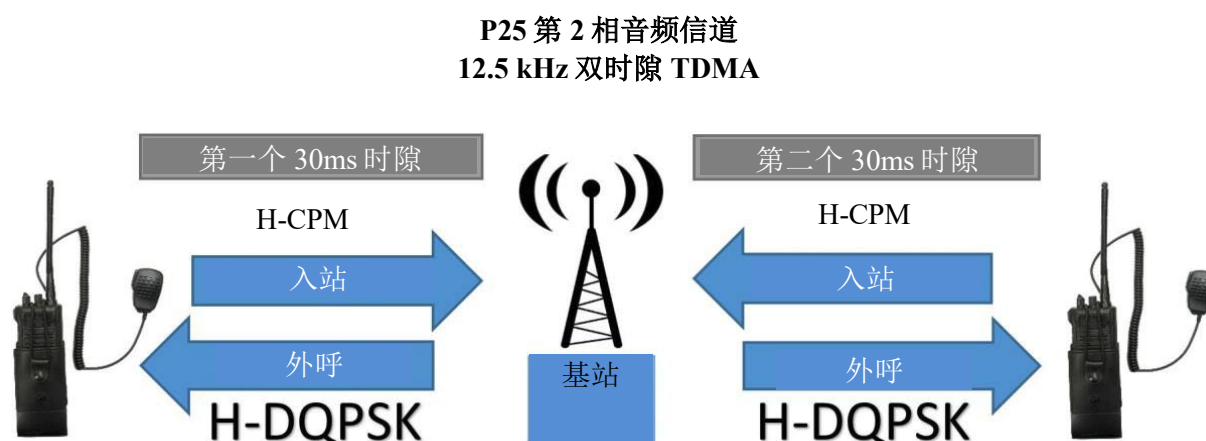 P25 第 2 相音频信道
12.5 kHz 双时隙 TDMA
第一个 30ms 时隙
第二个 30ms 时隙
H-CPM
H-CPM
入站
入站
外呼
外呼
基站
H-DQPSK
H-DQPSK